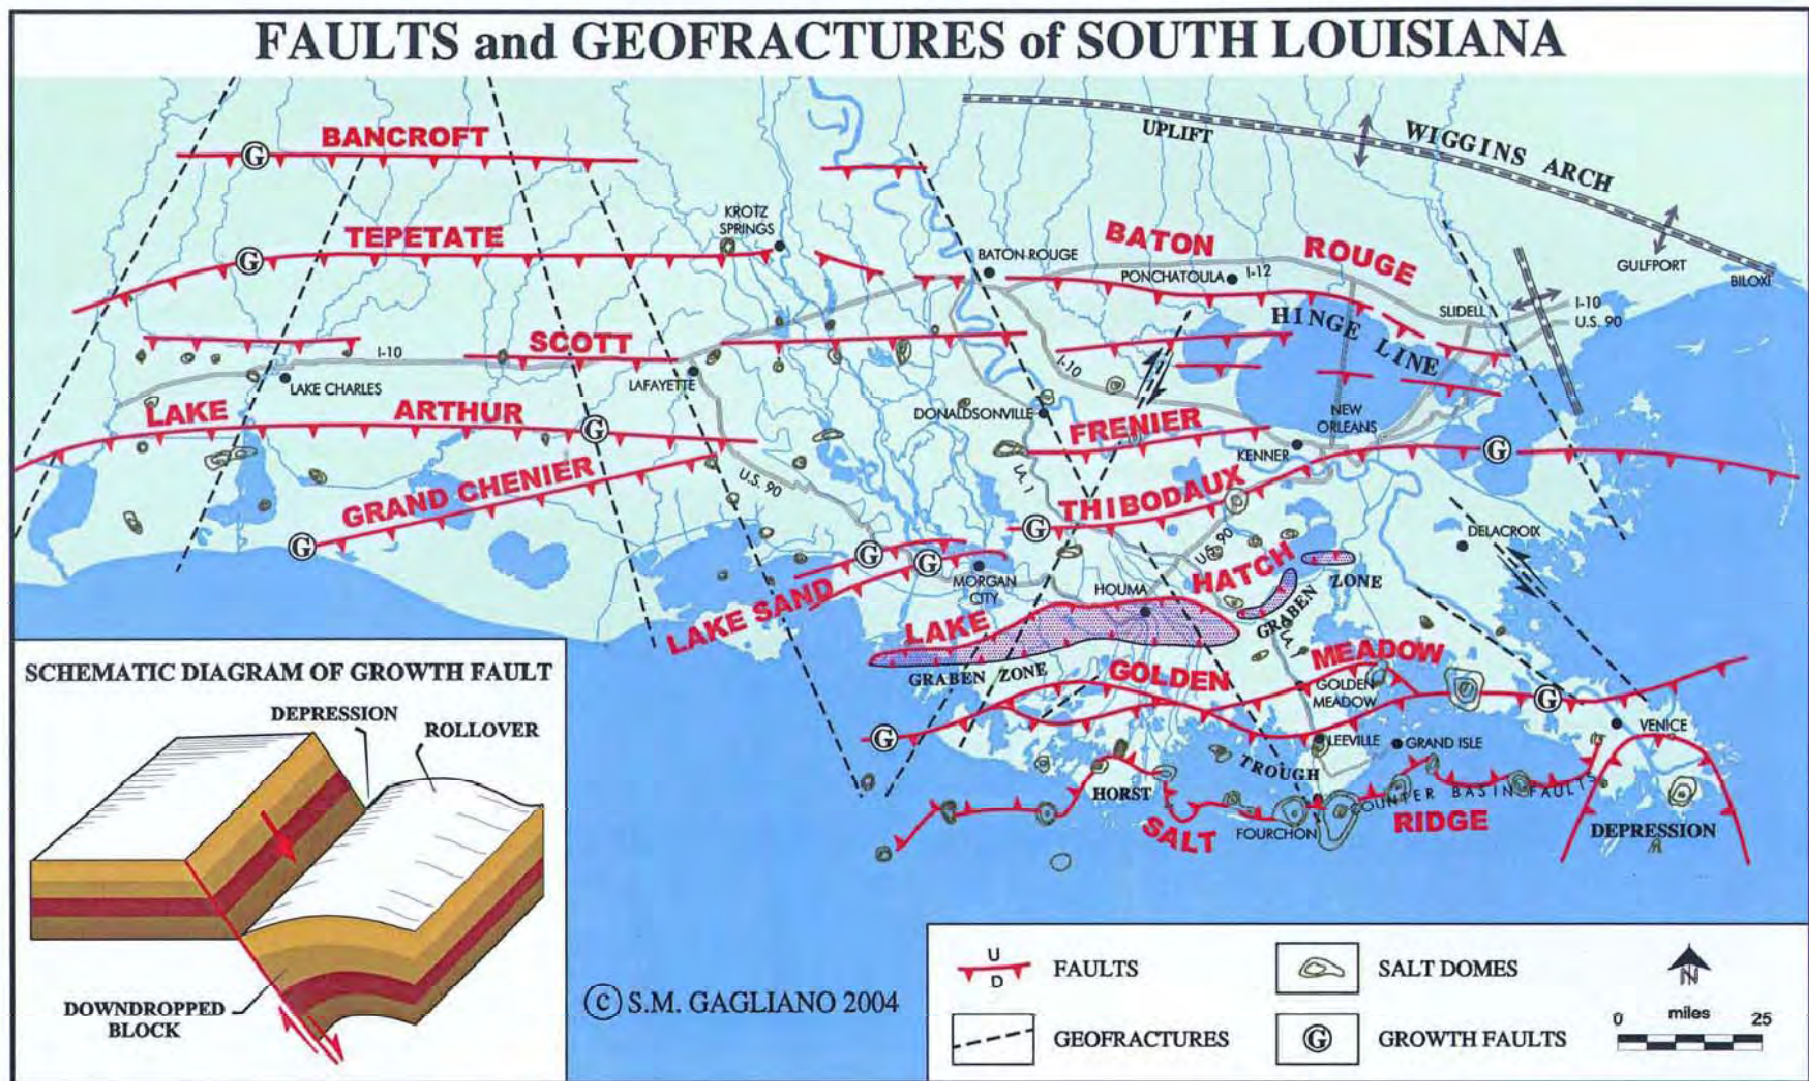 FAULTS and GEOFRACTURES of SOUTH LOUISIANA
BANCROFT
G
UPLIFT
WIGGINS ARCH
KROTZ
SPRINGS
TEPETATE
G
BATON ROUGE
BATON ROUGE
PONCHATOULA
I-12
GULFPORT
BILOXI
SLIDELL
I-10
U.S. 90
HINGE LINE
SCOTT
I-10
LAKE CHARLES
LAFAYETTE
I-10
LAKE ARTHUR
G
DONALDSONVILLE
FRENIER
NEW
ORLEANS
KENNER
G
GRAND CHENIER
G
U.S. 90
LA. 1
THIBODAUX
G
DELACROIX
U.S. 90
G
G
LAKE SAND
MORGAN
CITY
HOUMA
LAKE HATCH
GRABEN ZONE
LA. 1
GRABEN ZONE
GOLDEN MEADOW
GOLDEN
MEADOW
G
G
LEEVILLE
GRAND ISLE
VENICE
TROUGH
HORST
COUNTER BASIN FAULTS
SALT RIDGE
FOURCHON
DEPRESSION
SCHEMATIC DIAGRAM OF GROWTH FAULT
DEPRESSION
ROLLOVER
DOWNDROPPED
BLOCK
© S.M. GAGLIANO 2004
U
D
FAULTS
SALT DOMES
N
GEOFRACTURES
G
GROWTH FAULTS
0 miles 25